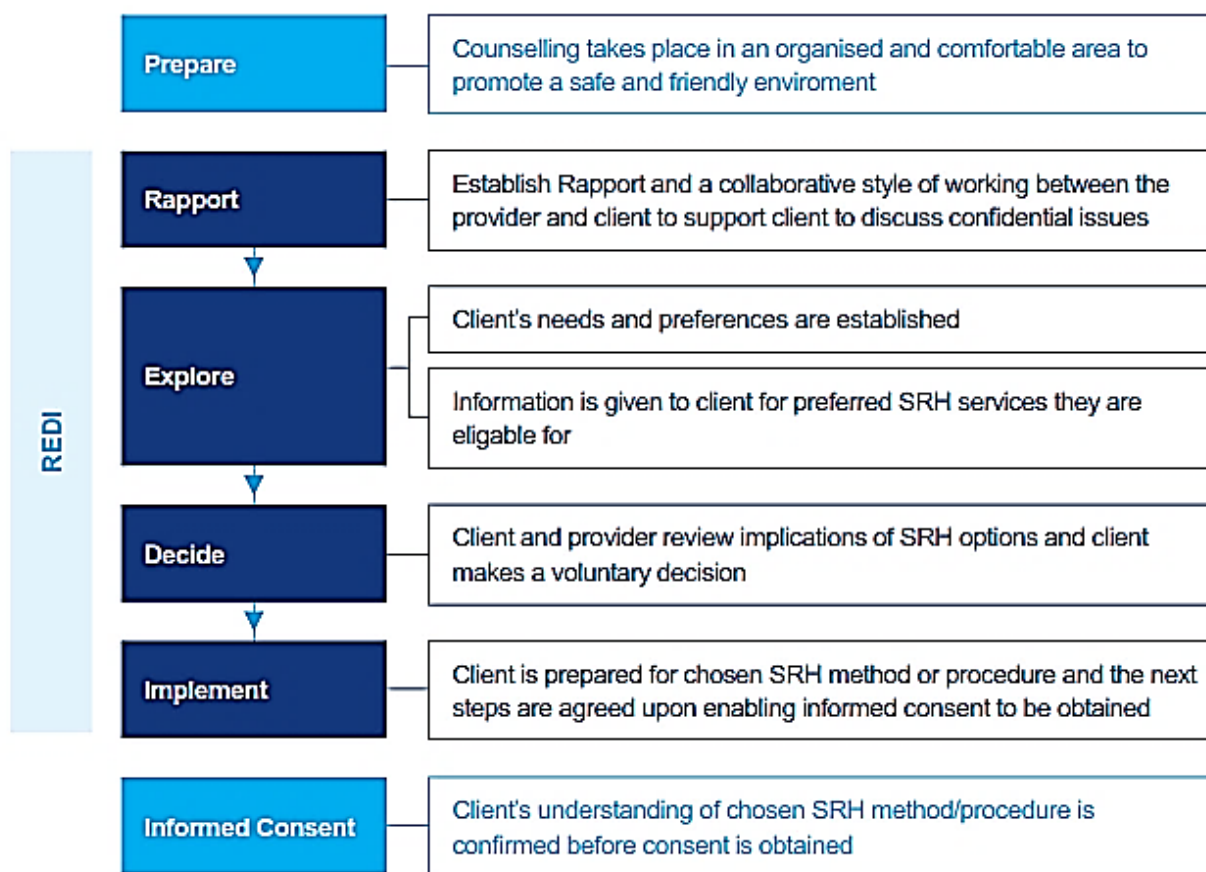 Prepare
Counselling takes place in an organised and comfortable area to
promote a safe and friendly enviroment
REDI
Rapport
Establish Rapport and a collaborative style of working between the
provider and client to support client to discuss confidential issues
Explore
Client's needs and preferences are established
Information is given to client for preferred SRH services they are
eligable for
Decide
Client and provider review implications of SRH options and client
makes a voluntary decision
Implement
Client is prepared for chosen SRH method or procedure and the next
steps are agreed upon enabling informed consent to be obtained
Informed Consent
Client's understanding of chosen SRH method/procedure is
confirmed before consent is obtained